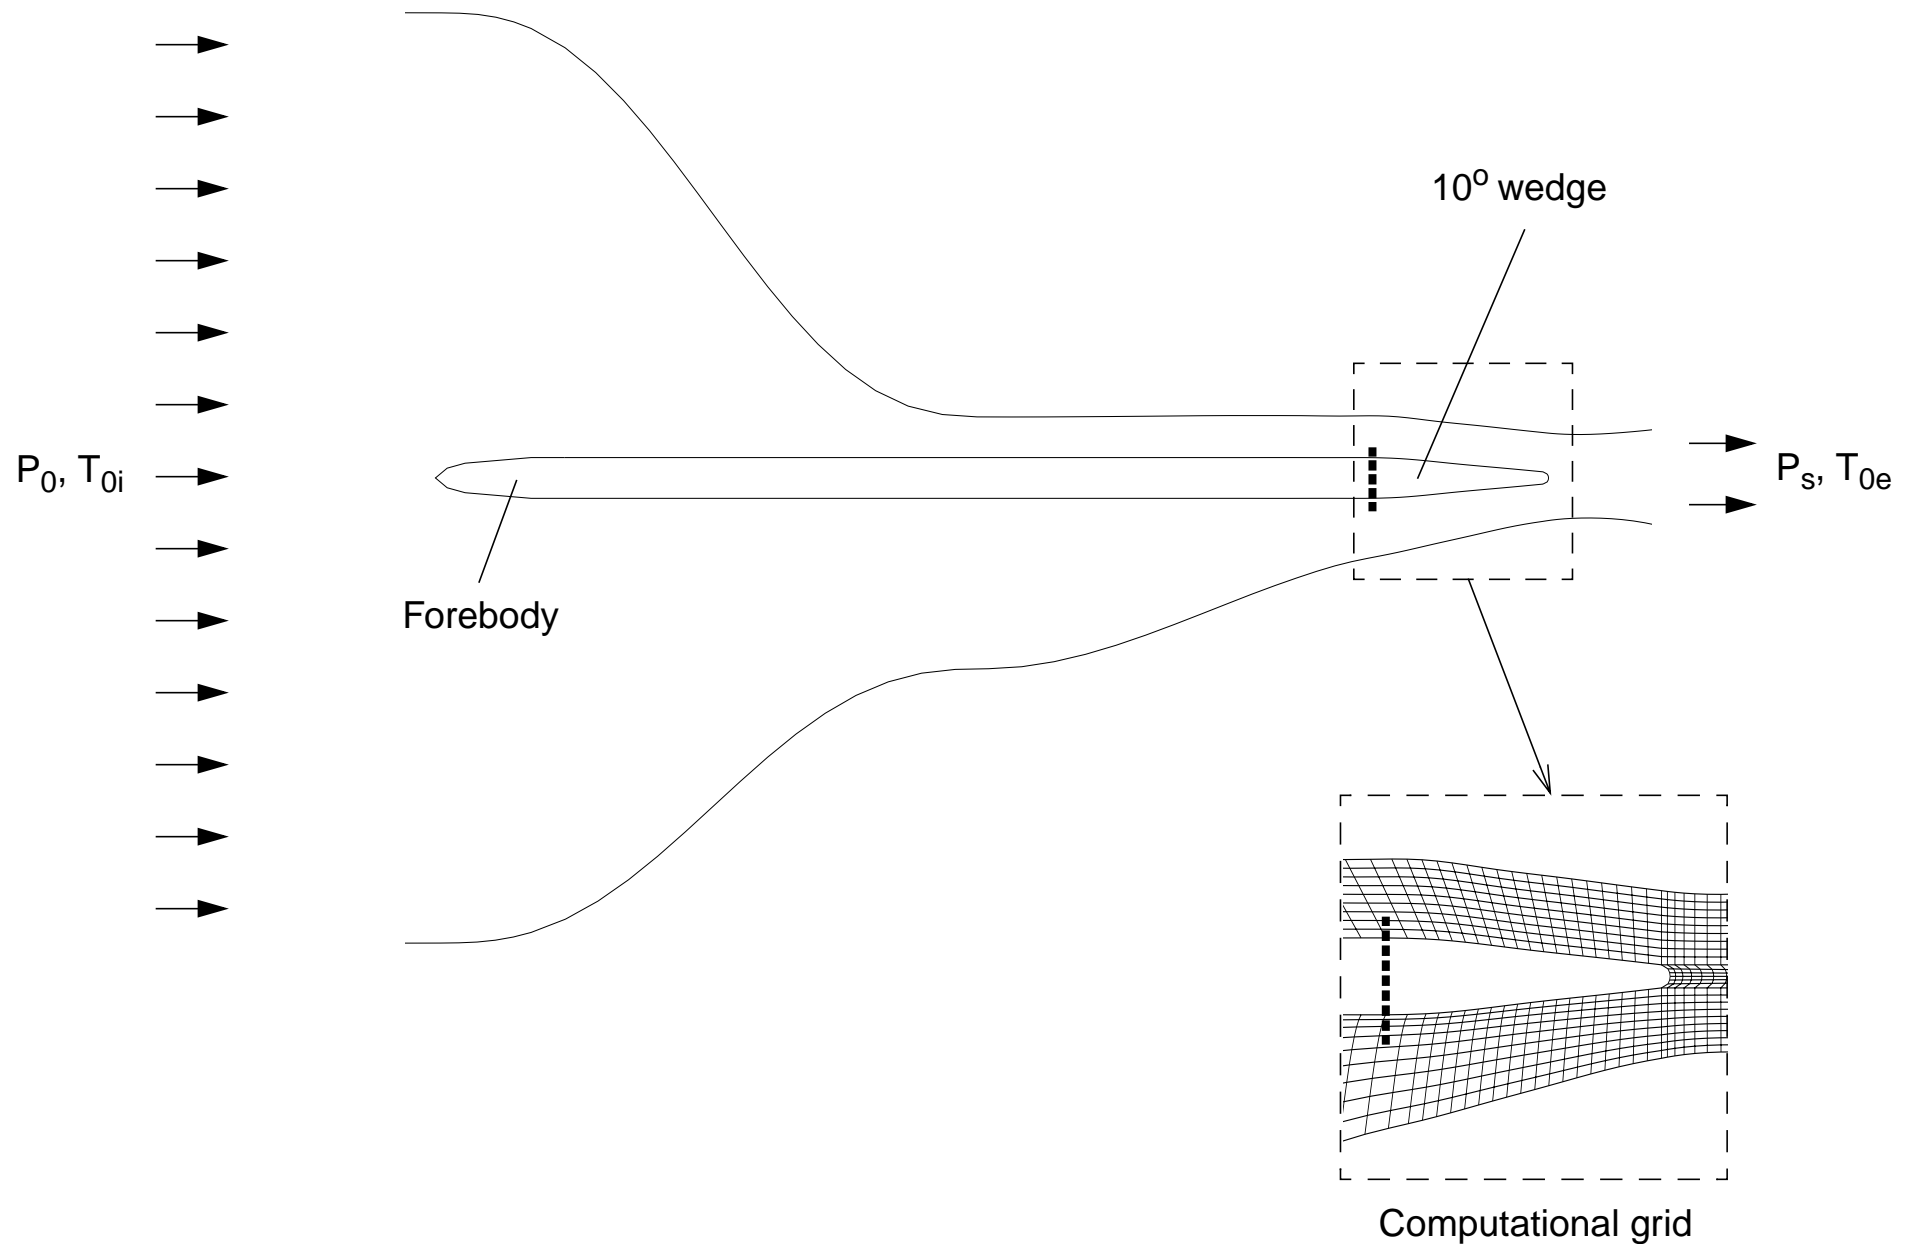 10° wedge
P0, T0i
Ps, T0e
Forebody
Computational grid